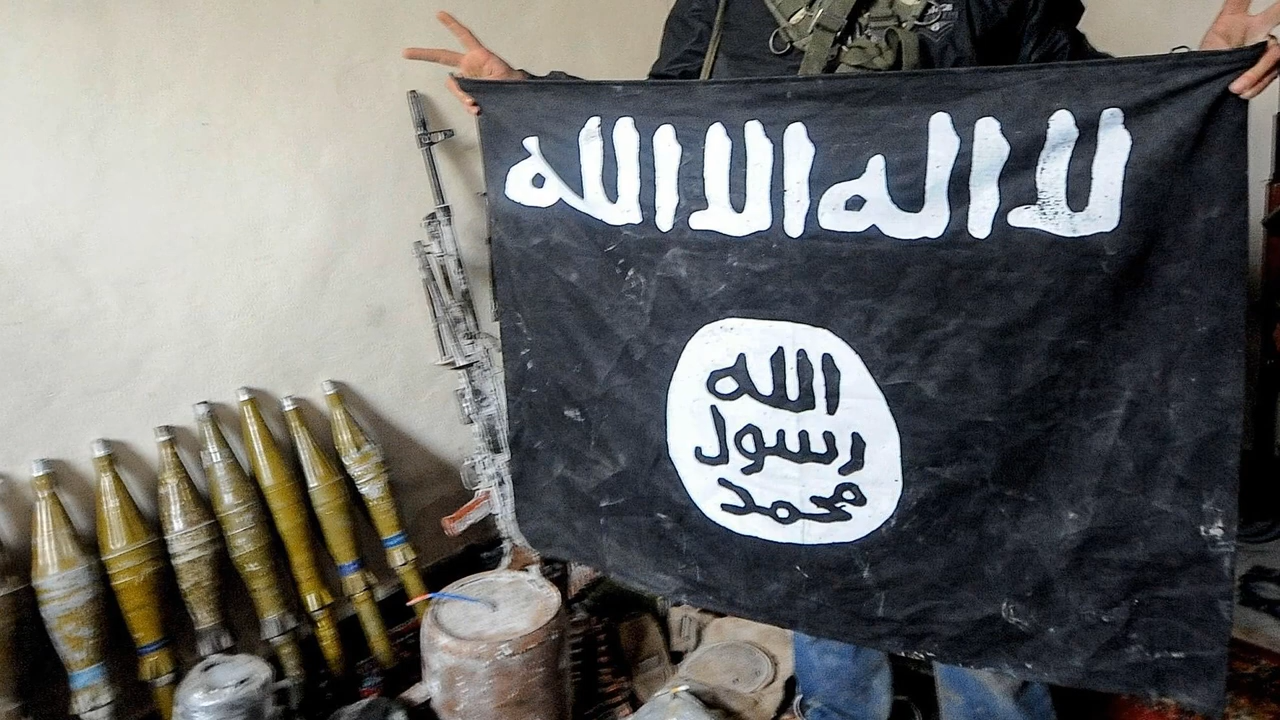 لا اله الا الله
الله
رسول
محمد